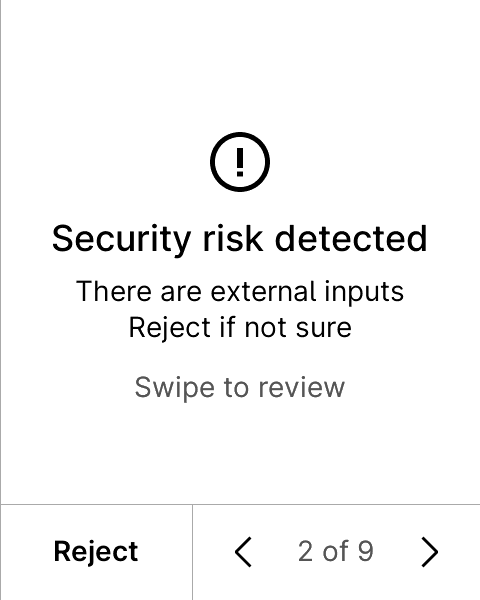 Security risk detected
There are external inputs
Reject if not sure
Swipe to review
Reject
2 of 9